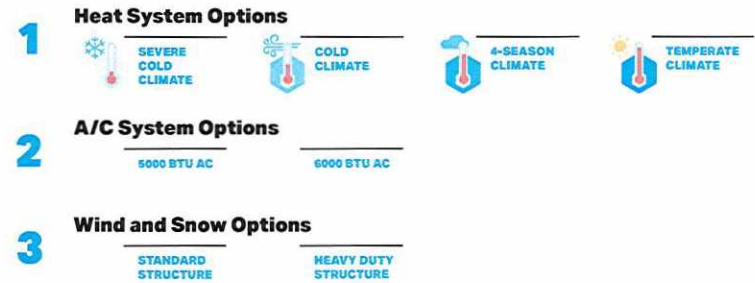 1
Heat System Options
SEVERE
COLD
CLIMATE
COLD
CLIMATE
4-SEASON
CLIMATE
TEMPERATE
CLIMATE
2
A/C System Options
5000 BTU AC
6000 BTU AC
3
Wind and Snow Options
STANDARD
STRUCTURE
HEAVY DUTY
STRUCTURE